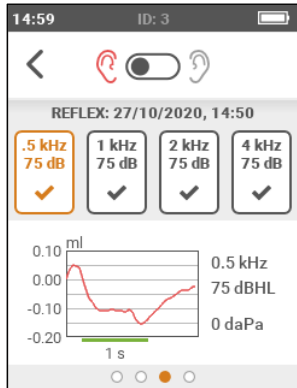 14:59 ID: 3
REFLEX: 27/10/2020, 14:50
.5 kHz 1 kHz 2 kHz 4 kHz
75 dB 75 dB 75 dB 75 dB
ml
0.10
0.00
-0.10
-0.20
1 s
0.5 kHz
75 dBHL
0 daPa